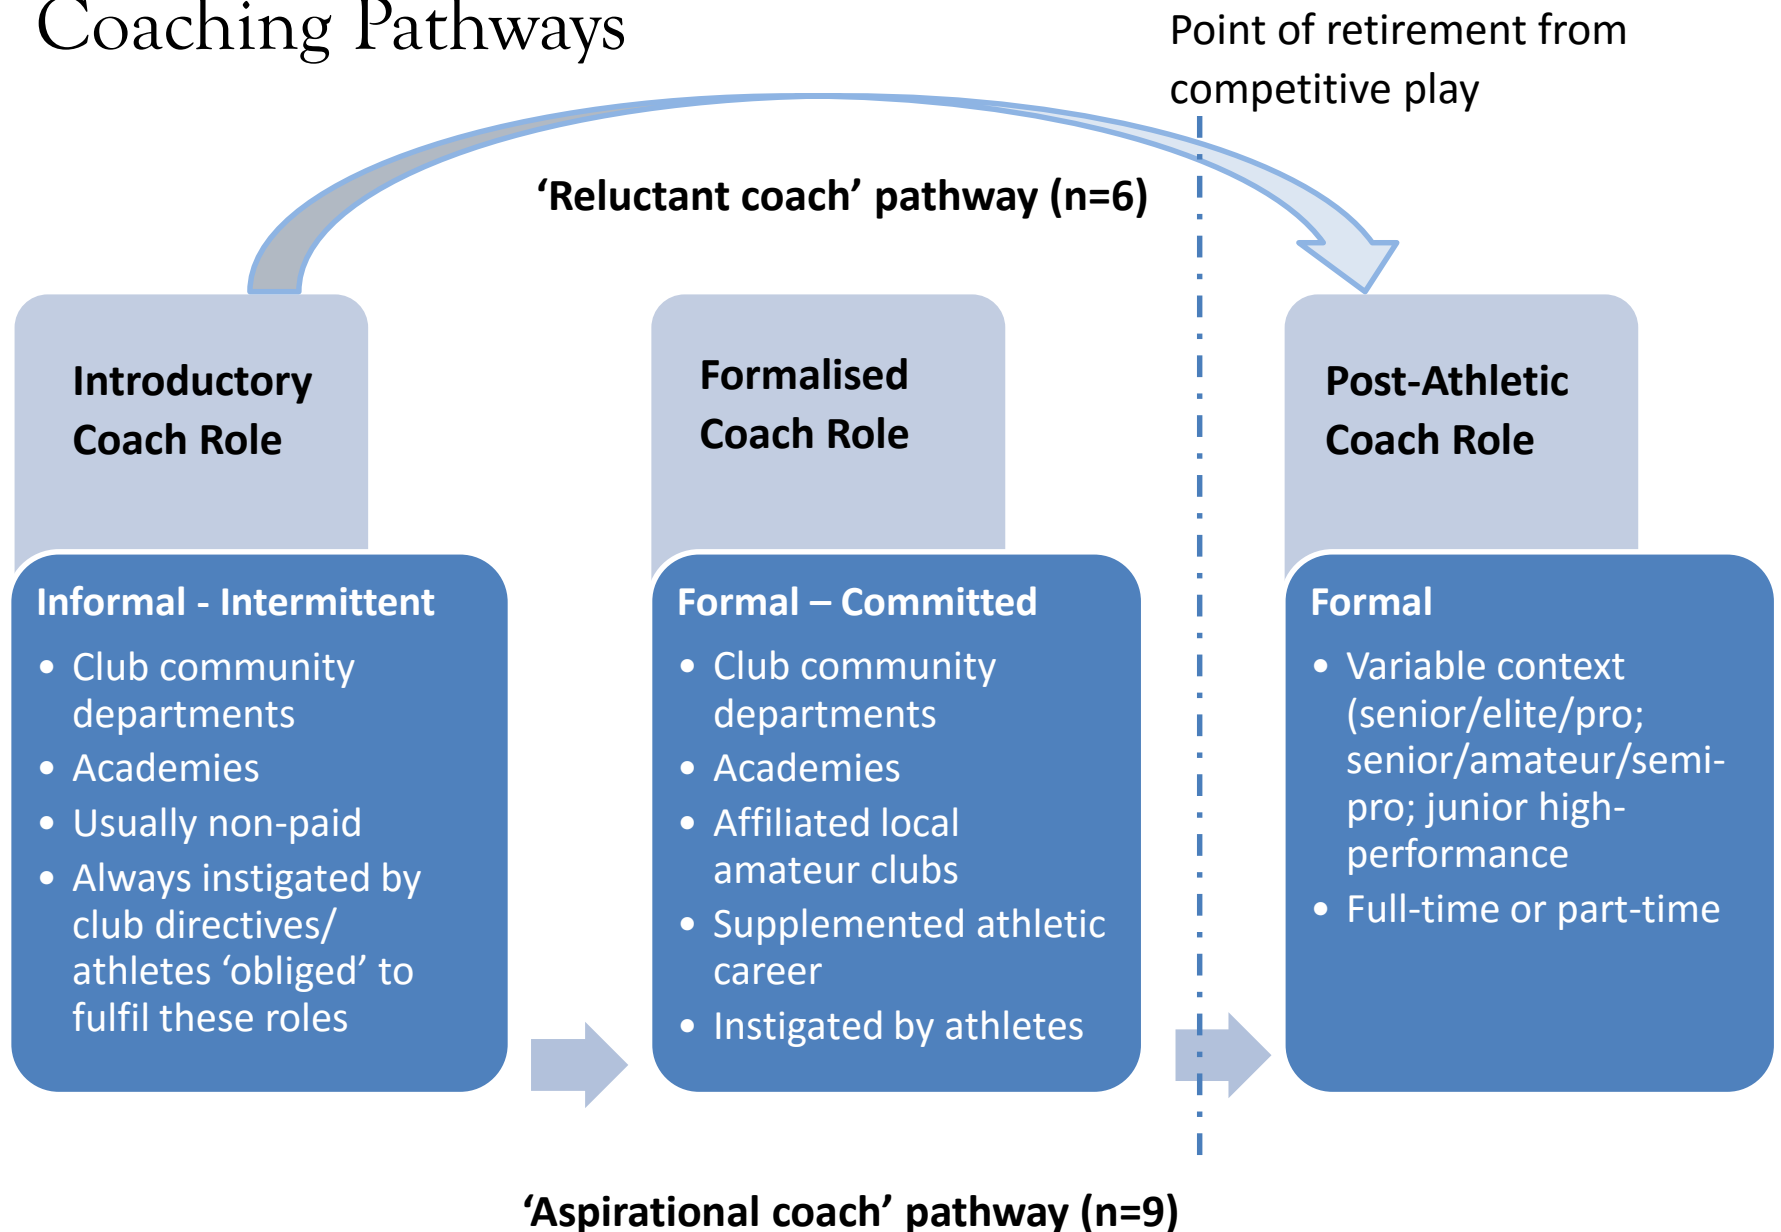 Coaching Pathways
Point of retirement from
competitive play
‘Reluctant coach’ pathway (n=6)
Introductory
Coach Role
Formalised
Coach Role
Post-Athletic
Coach Role
Informal - Intermittent
• Club community
departments
• Academies
• Usually non-paid
• Always instigated by
club directives/
athletes ‘obliged’ to
fulfil these roles
Formal – Committed
• Club community
departments
• Academies
• Affiliated local
amateur clubs
• Supplemented athletic
career
• Instigated by athletes
Formal
• Variable context
(senior/elite/pro;
senior/amateur/semi-
pro; junior high-
performance
• Full-time or part-time
‘Aspirational coach’ pathway (n=9)